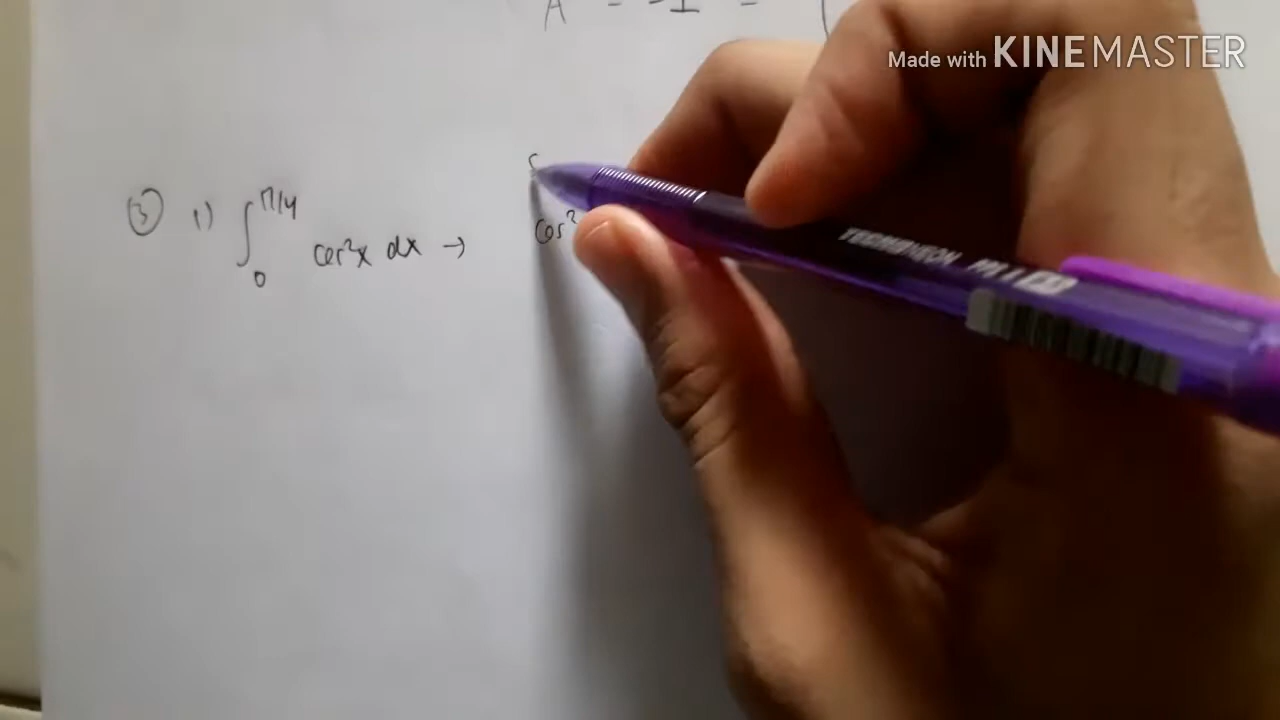 Made with KINEMASTER
A = -I =
③ 1) ∫₀^π/4 cos²x dx →
cos²